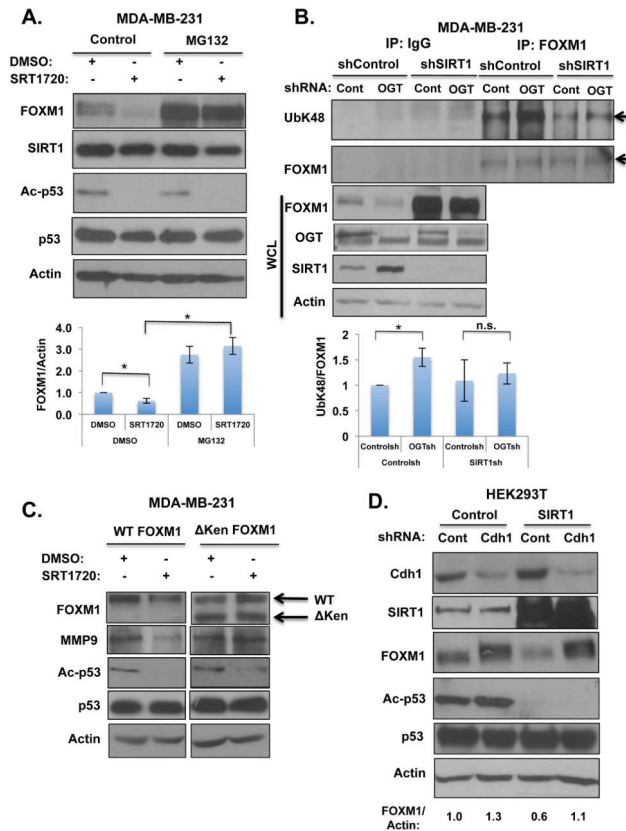 A.
MDA-MB-231
Control MG132
DMSO: + - + -
SRT1720: - + - +
FOXM1
SIRT1
Ac-p53
p53
Actin
FOXM1/Actin
4.0
3.0
2.0
1.0
0.0
* *
DMSO SRT1720 DMSO SRT1720
DMSO MG132
B.
MDA-MB-231
IP: IgG IP: FOXM1
shControl shSIRT1 shControl shSIRT1
shRNA: Cont OGT Cont OGT Cont OGT Cont OGT
UbK48
FOXM1
WCL
FOXM1
OGT
SIRT1
Actin
UbK48/FOXM1
2
1.5
1
0.5
0
* n.s.
Controlsh OGTsh Controlsh OGTsh
Controlsh SIRT1sh
C.
MDA-MB-231
WT FOXM1 ΔKen FOXM1
DMSO: + - + -
SRT1720: - + - +
FOXM1 WT
ΔKen
MMP9
Ac-p53
p53
Actin
D.
HEK293T
Control SIRT1
shRNA: Cont Cdh1 Cont Cdh1
Cdh1
SIRT1
FOXM1
Ac-p53
p53
Actin
FOXM1/
Actin: 1.0 1.3 0.6 1.1